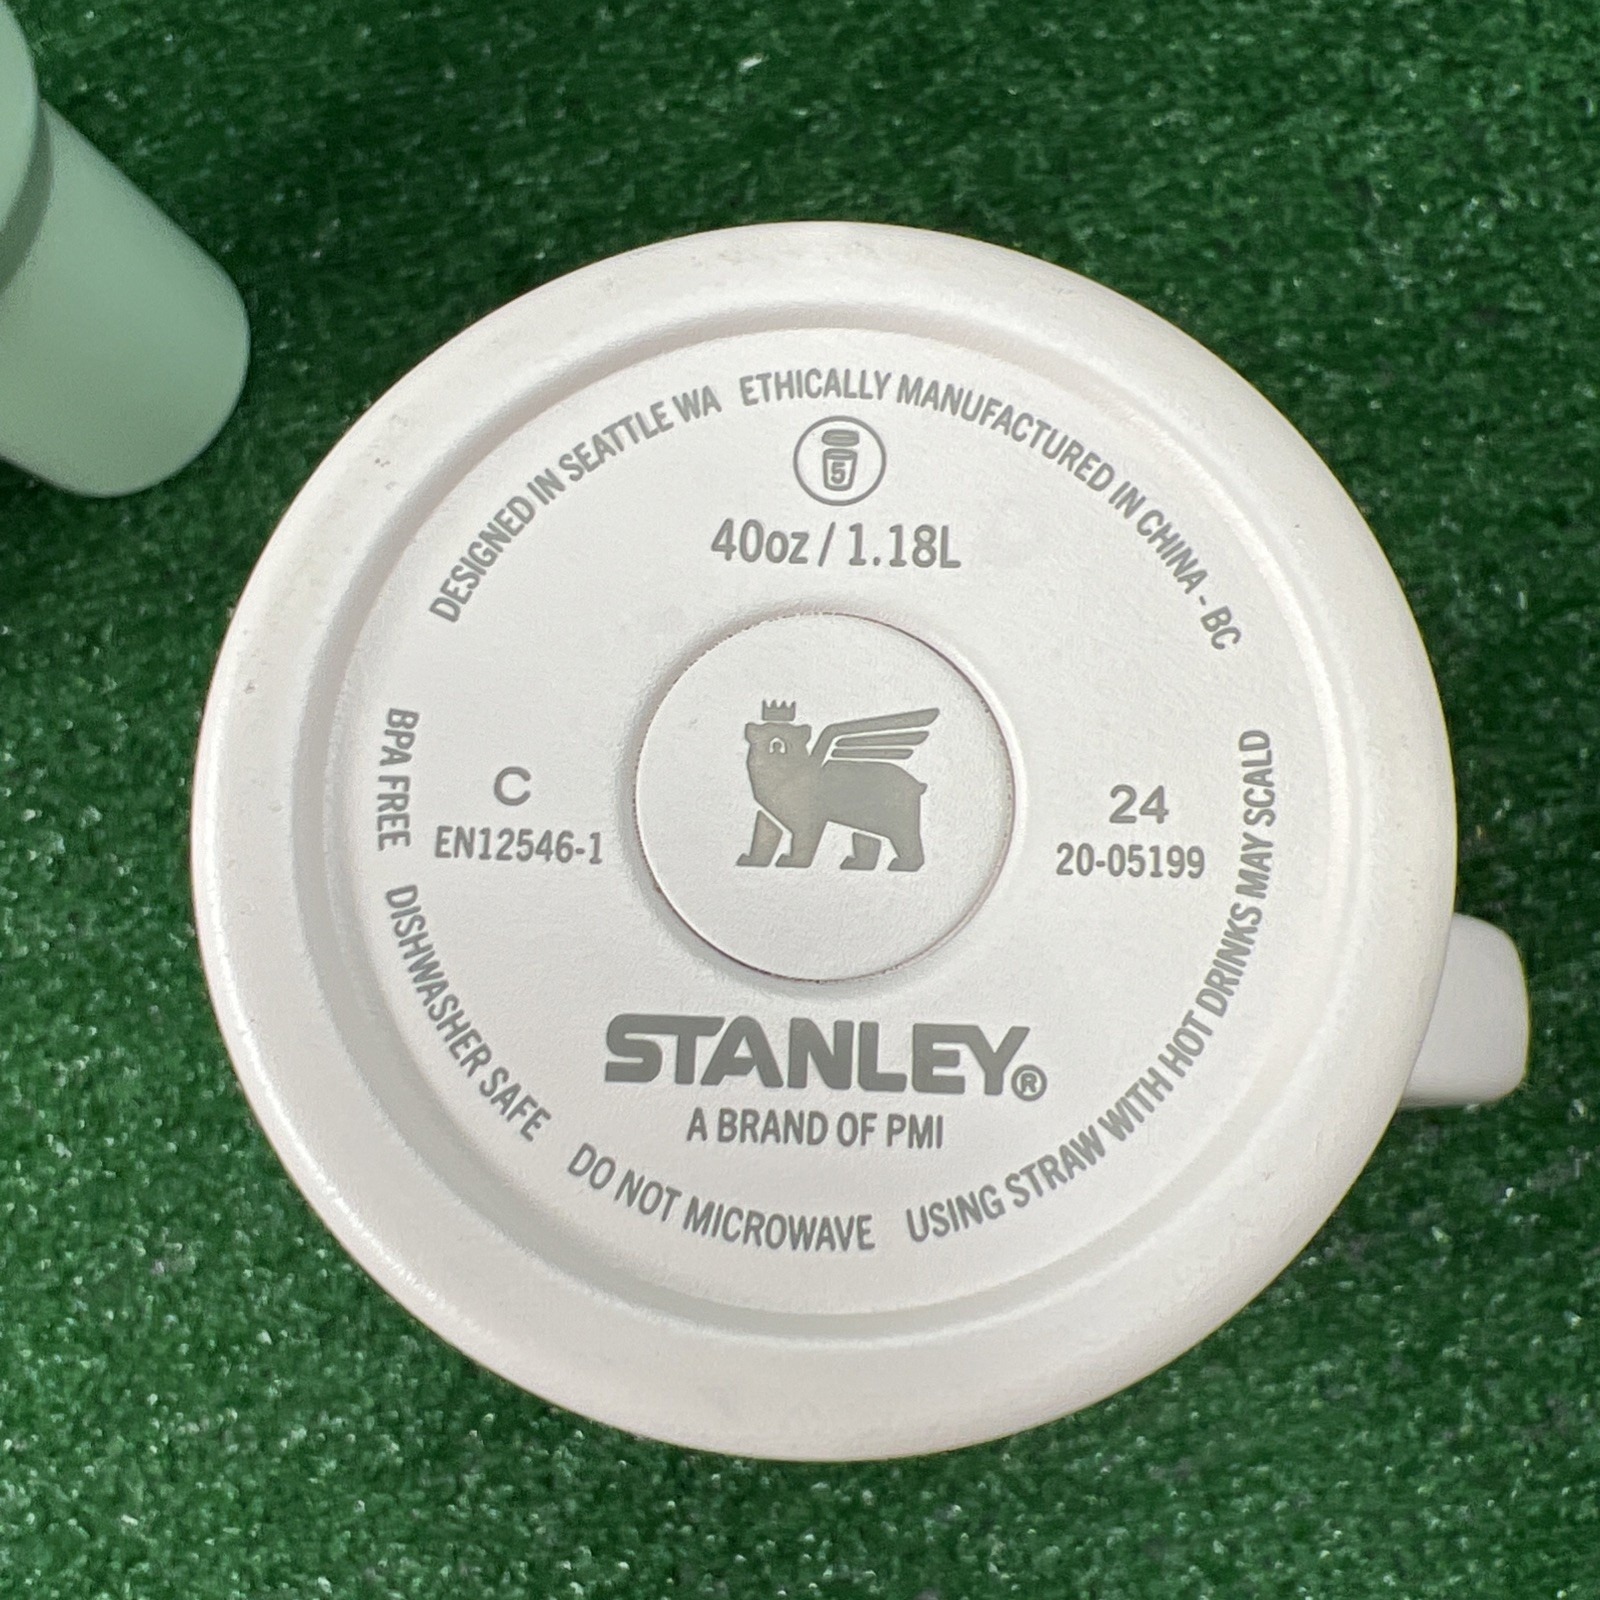 DESIGNED IN SEATTLE WA
ETHICALLY MANUFACTURED IN CHINA - BC
5
40oz / 1.18L
BPA FREE
C
EN12546-1
24
20-05199
STANLEY®
A BRAND OF PMI
DISHWASHER SAFE
DO NOT MICROWAVE
USING STRAW WITH HOT DRINKS MAY SCALD